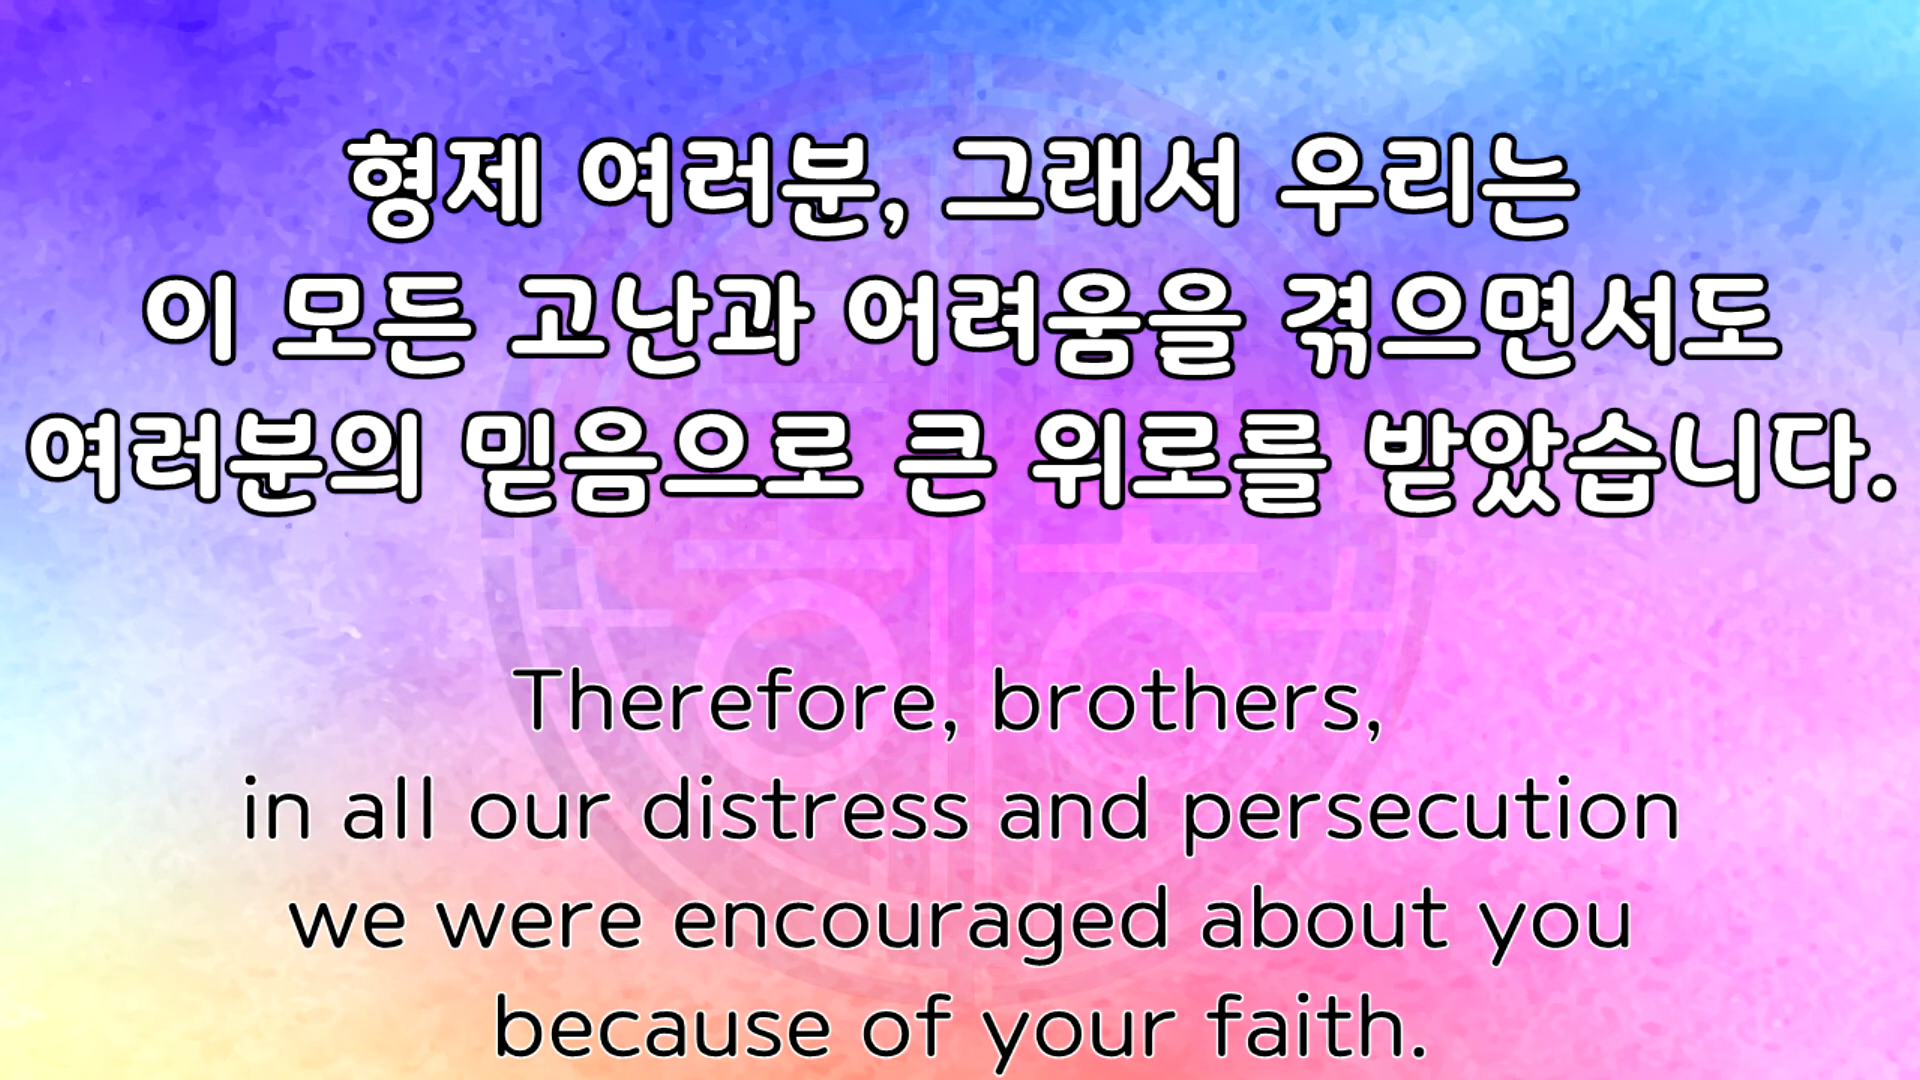 형제 여러분, 그래서 우리는
이 모든 고난과 어려움을 겪으면서도
여러분의 믿음으로 큰 위로를 받았습니다.
Therefore, brothers,
in all our distress and persecution
we were encouraged about you
because of your faith.